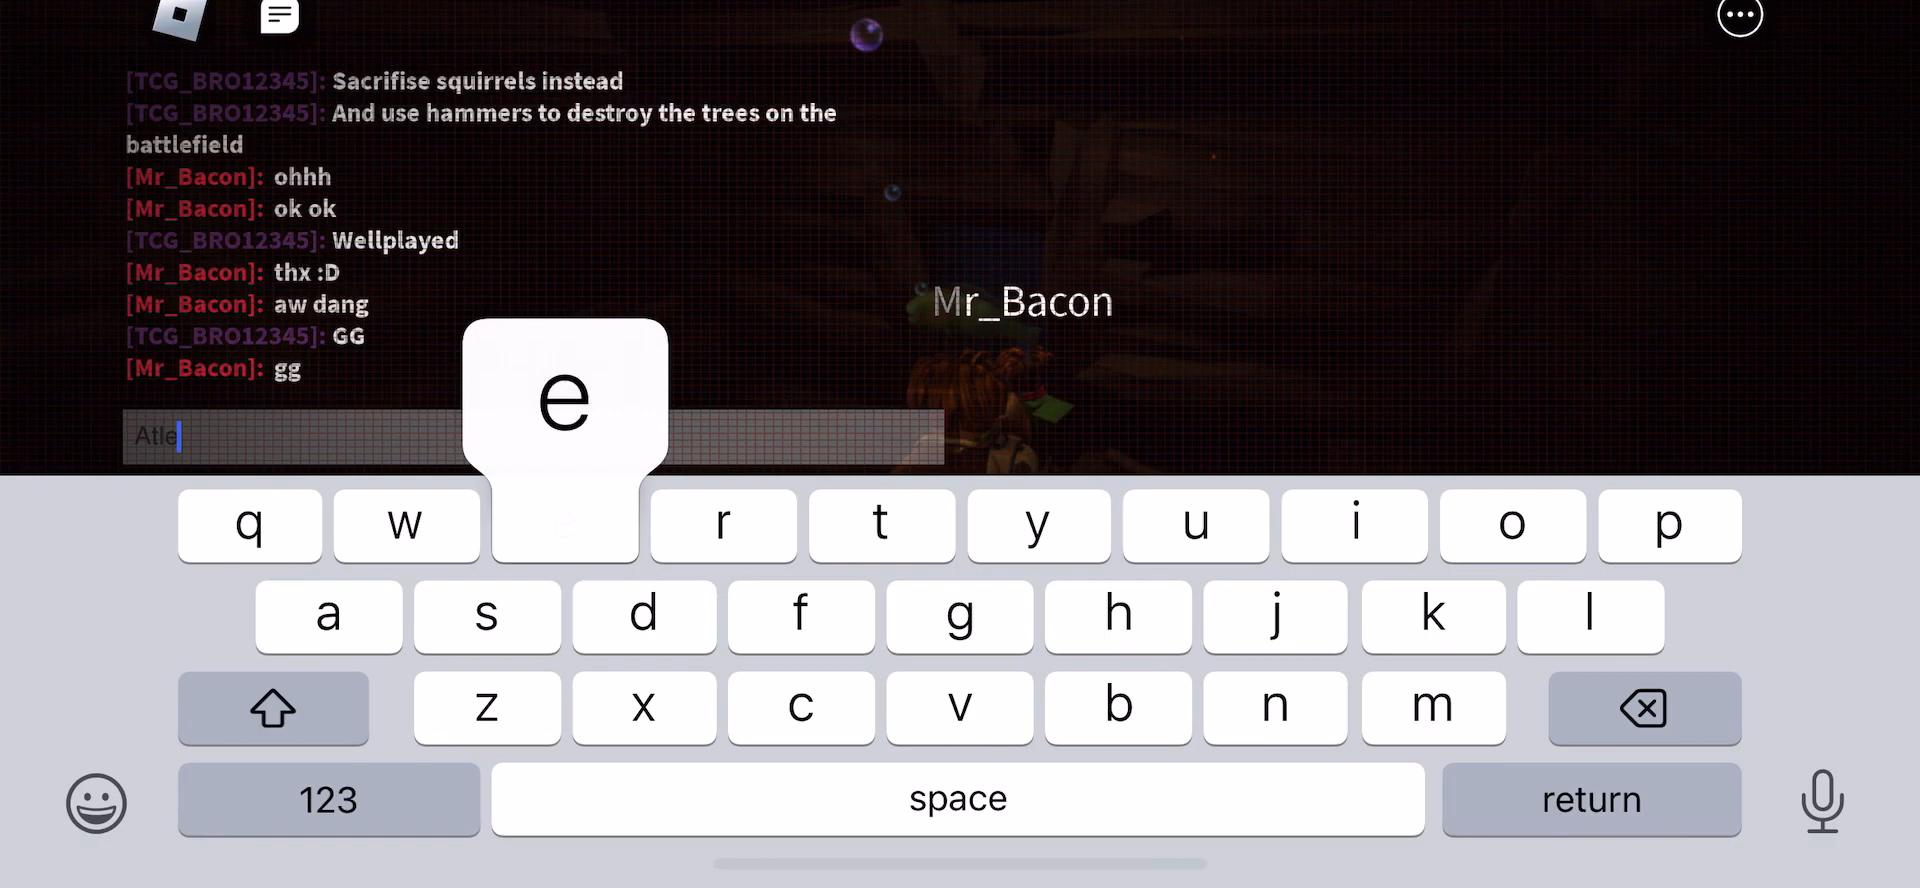 [TCG_BRO12345]: Sacrifise squirrels instead
[TCG_BRO12345]: And use hammers to destroy the trees on the
battlefield
[Mr_Bacon]: ohhh
[Mr_Bacon]: ok ok
[TCG_BRO12345]: Wellplayed
[Mr_Bacon]: thx :D
[Mr_Bacon]: aw dang
[TCG_BRO12345]: GG
[Mr_Bacon]: gg
Mr_Bacon
Atle
e
q w r t y u i o p
a s d f g h j k l
z x c v b n m
123 space return